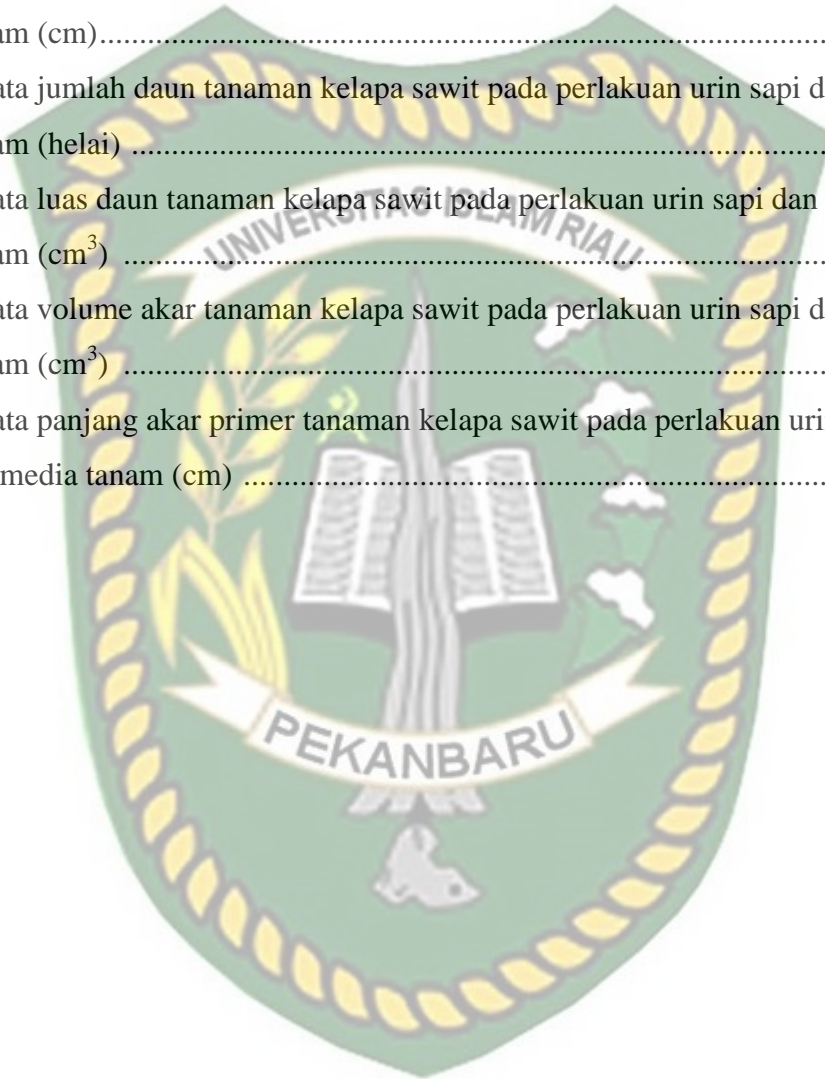 am (cm)..........................................................................................
ata jumlah daun tanaman kelapa sawit pada perlakuan urin sapi d
am (helai) ......................................................................................
ata luas daun tanaman kelapa sawit pada perlakuan urin sapi dan
am (cm³) .......................................................................................
ata volume akar tanaman kelapa sawit pada perlakuan urin sapi d
am (cm³) .......................................................................................
ata panjang akar primer tanaman kelapa sawit pada perlakuan uri
media tanam (cm) .........................................................................
UNIVERSITAS ISLAM RIAU
PEKANBARU